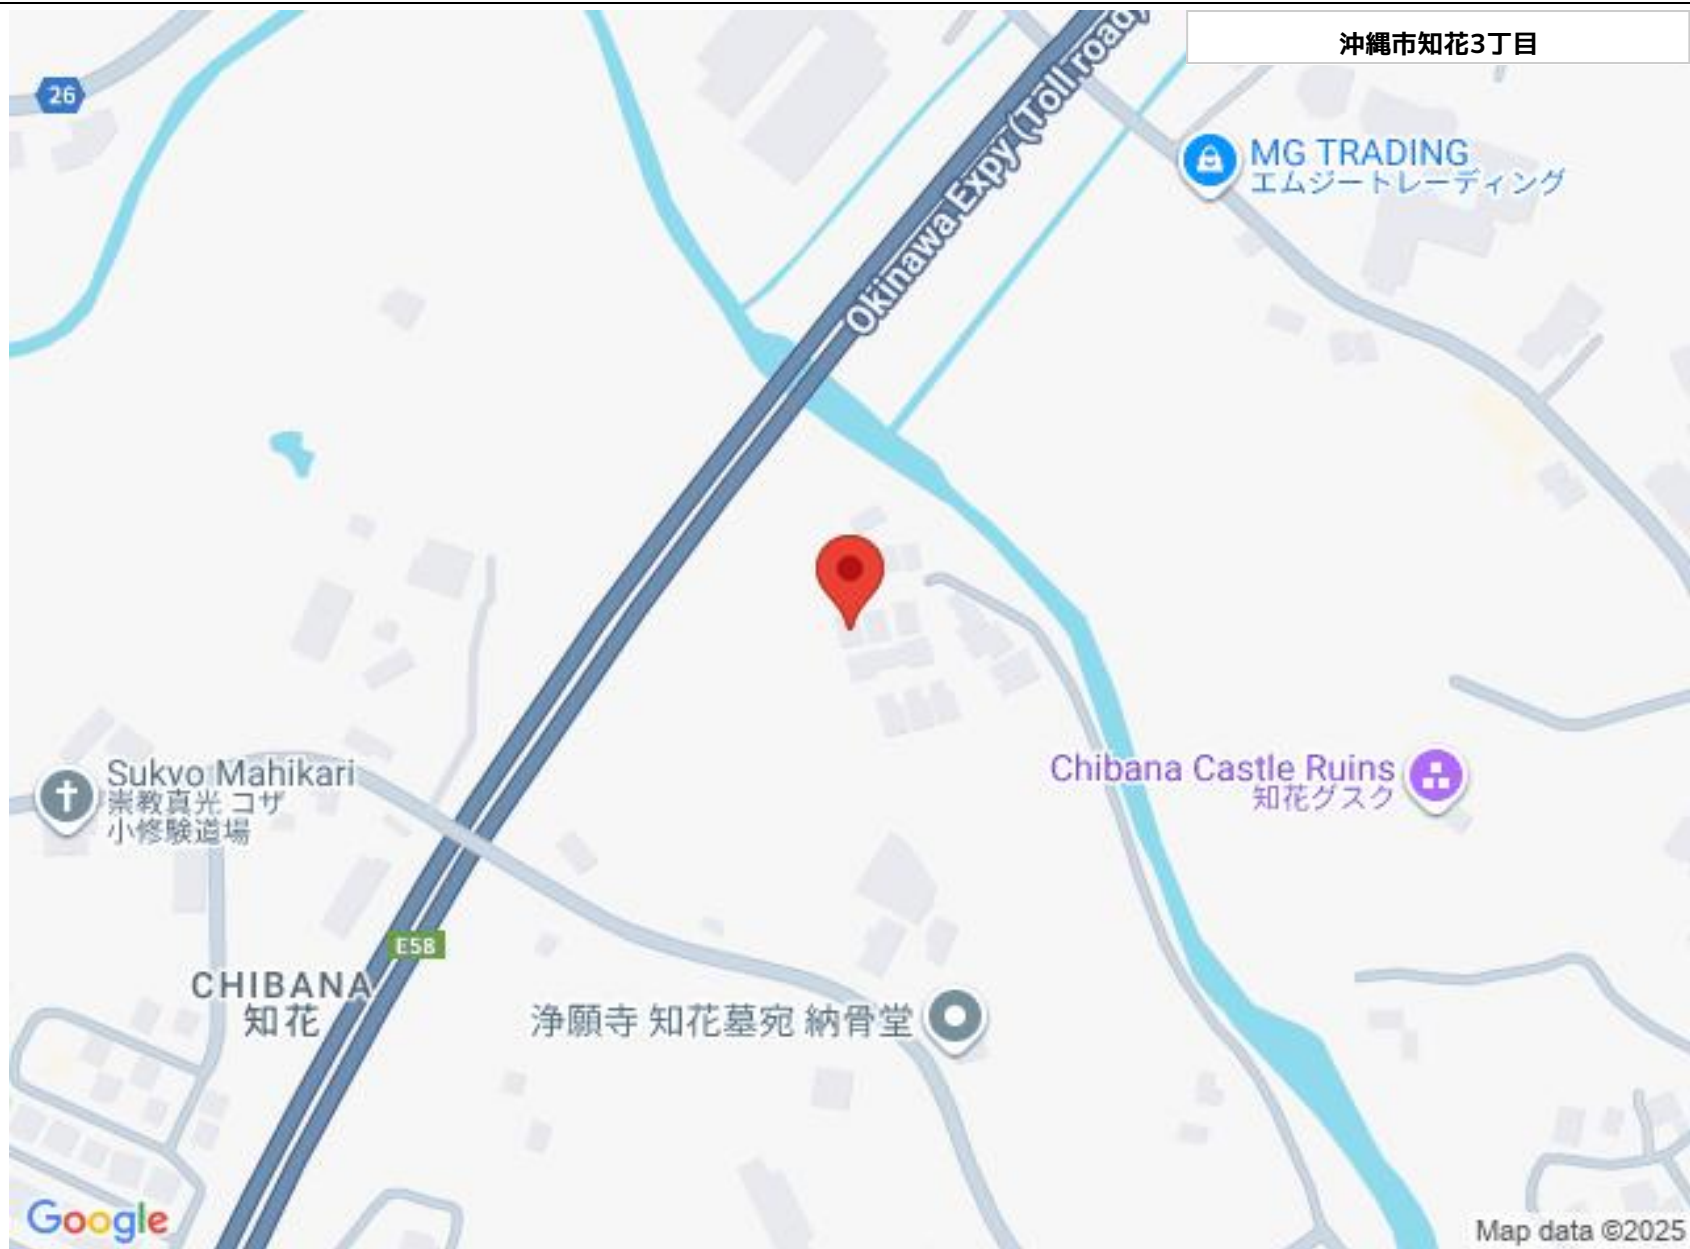 沖縄市知花3丁目
26
Okinawa Expy (Toll road)
MG TRADING
エムジートレーディング
Sukyo Mahikari
崇教真光 コザ
小修験道場
Chibana Castle Ruins
知花グスク
E58
CHIBANA
知花
浄願寺 知花墓宛 納骨堂
Google
Map data ©2025